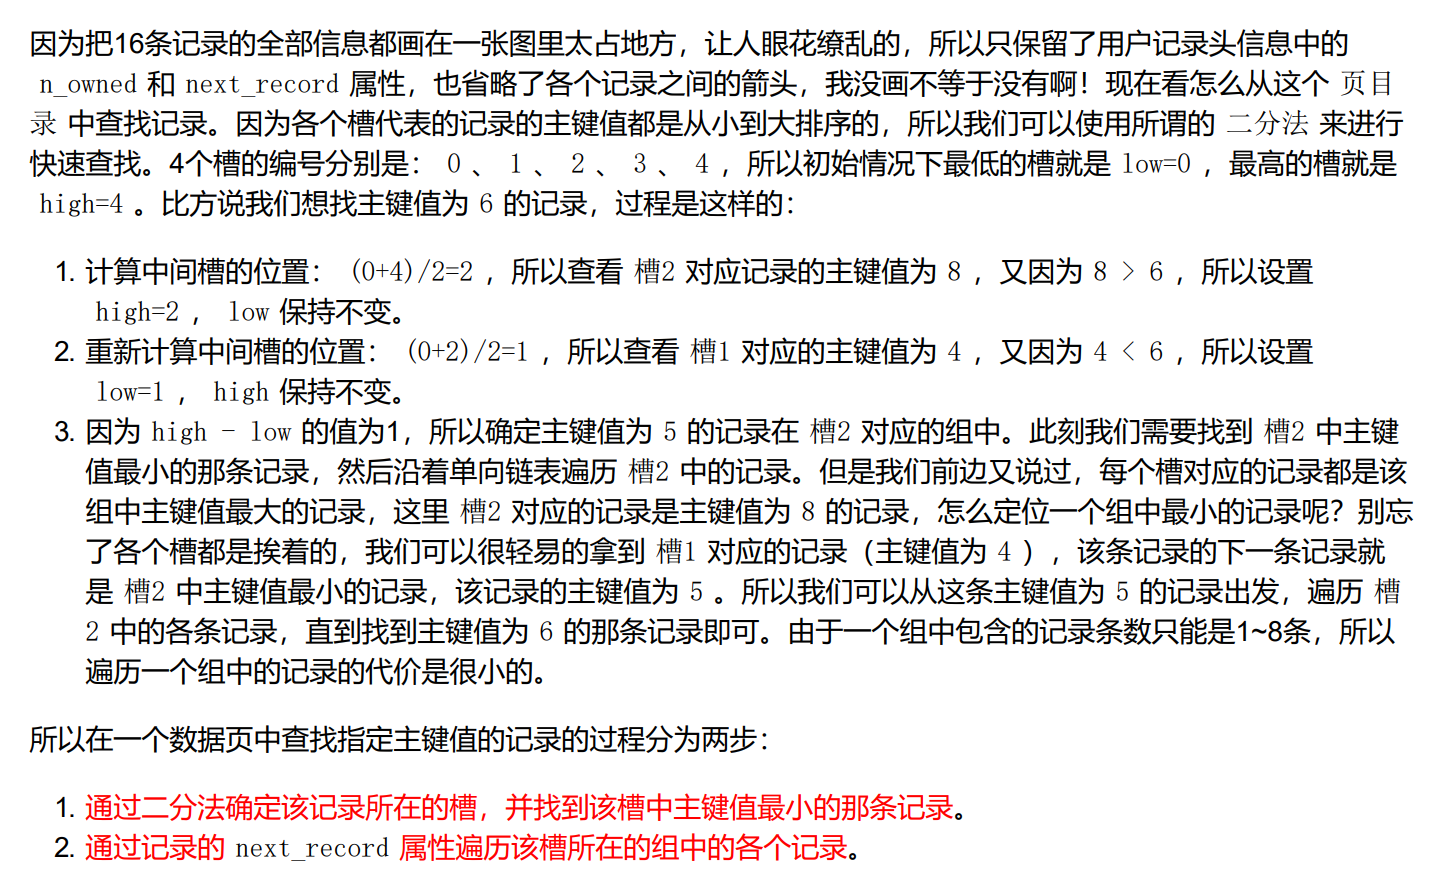 因为把16条记录的全部信息都画在一张图里太占地方，让人眼花缭乱的，所以只保留了用户记录头信息中的
n_owned 和 next_record 属性，也省略了各个记录之间的箭头，我没画不等于没有啊！现在看怎么从这个 页目
录 中查找记录。因为各个槽代表的记录的主键值都是从小到大排序的，所以我们可以使用所谓的 二分法 来进行
快速查找。4个槽的编号分别是： 0 、 1 、 2 、 3 、 4 ，所以初始情况下最低的槽就是 low=0 ，最高的槽就是
high=4 。比方说我们想找主键值为 6 的记录，过程是这样的：
1. 计算中间槽的位置： (0+4)/2=2 ，所以查看 槽2 对应记录的主键值为 8 ，又因为 8 > 6 ，所以设置
high=2 ， low 保持不变。
2. 重新计算中间槽的位置： (0+2)/2=1 ，所以查看 槽1 对应的主键值为 4 ，又因为 4 < 6 ，所以设置
low=1 ， high 保持不变。
3. 因为 high - low 的值为1，所以确定主键值为 5 的记录在 槽2 对应的组中。此刻我们需要找到 槽2 中主键
值最小的那条记录，然后沿着单向链表遍历 槽2 中的记录。但是我们前边又说过，每个槽对应的记录都是该
组中主键值最大的记录，这里 槽2 对应的记录是主键值为 8 的记录，怎么定位一个组中最小的记录呢？别忘
了各个槽都是挨着的，我们可以很轻易的拿到 槽1 对应的记录（主键值为 4 ），该条记录的下一条记录就
是 槽2 中主键值最小的记录，该记录的主键值为 5 。所以我们可以从这条主键值为 5 的记录出发，遍历 槽
2 中的各条记录，直到找到主键值为 6 的那条记录即可。由于一个组中包含的记录条数只能是1~8条，所以
遍历一个组中的记录的代价是很小的。
所以在一个数据页中查找指定主键值的记录的过程分为两步：
1. 通过二分法确定该记录所在的槽，并找到该槽中主键值最小的那条记录。
2. 通过记录的 next_record 属性遍历该槽所在的组中的各个记录。